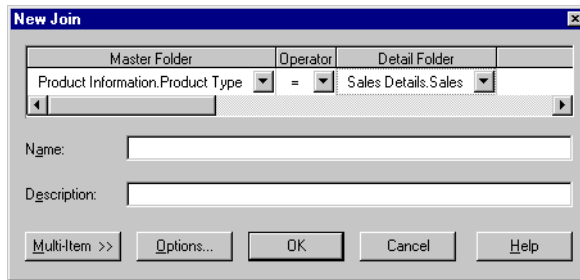 New Join
Master Folder Operator Detail Folder
Product Information.Product Type = Sales Details.Sales
Name:
Description:
Multi-Item >> Options... OK Cancel Help